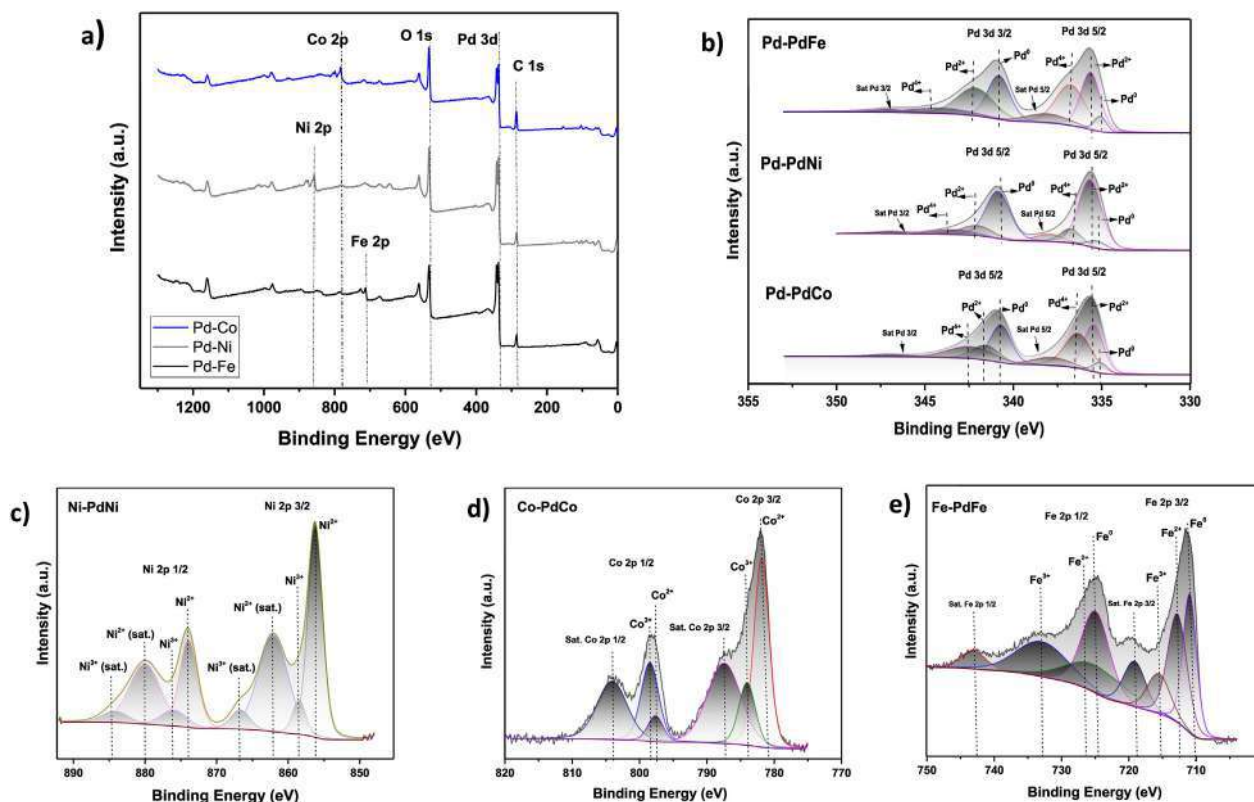 a)
Co 2p
O 1s
Pd 3d
C 1s
Ni 2p
Fe 2p
Pd-Co
Pd-Ni
Pd-Fe
Intensity (a.u.)
1200 1000 800 600 400 200 0
Binding Energy (eV)
b)
Pd-PdFe
Pd 3d 3/2
Pd 3d 5/2
Pd²⁺
Pd⁰
Pd⁴⁺
Pd²⁺
Sat Pd 3/2
Pd⁴⁺
Sat Pd 5/2
Pd⁰
Pd-PdNi
Pd 3d 5/2
Pd 3d 5/2
Pd²⁺
Pd⁰
Pd⁴⁺
Pd²⁺
Sat Pd 3/2
Pd⁴⁺
Sat Pd 5/2
Pd⁰
Pd-PdCo
Pd 3d 5/2
Pd 3d 5/2
Pd²⁺
Pd⁰
Pd⁴⁺
Pd²⁺
Sat Pd 3/2
Pd⁴⁺
Sat Pd 5/2
Pd⁰
Intensity (a.u.)
355 350 345 340 335 330
Binding Energy (eV)
c)
Ni-PdNi
Ni 2p 3/2
Ni²⁺
Ni 2p 1/2
Ni²⁺
Ni²⁺ (sat.)
Ni³⁺
Ni²⁺ (sat.)
Ni³⁺
Ni³⁺ (sat.)
Ni³⁺ (sat.)
Intensity (a.u.)
890 880 870 860 850
Binding Energy (eV)
d)
Co-PdCo
Co 2p 3/2
Co²⁺
Co 2p 1/2
Co³⁺
Co²⁺
Co³⁺
Sat. Co 2p 1/2
Sat. Co 2p 3/2
Intensity (a.u.)
820 810 800 790 780 770
Binding Energy (eV)
e)
Fe-PdFe
Fe 2p 3/2
Fe 2p 1/2
Fe⁰
Fe²⁺
Fe⁰
Fe²⁺
Fe³⁺
Fe³⁺
Sat. Fe 2p 1/2
Sat. Fe 2p 3/2
Intensity (a.u.)
750 740 730 720 710
Binding Energy (eV)